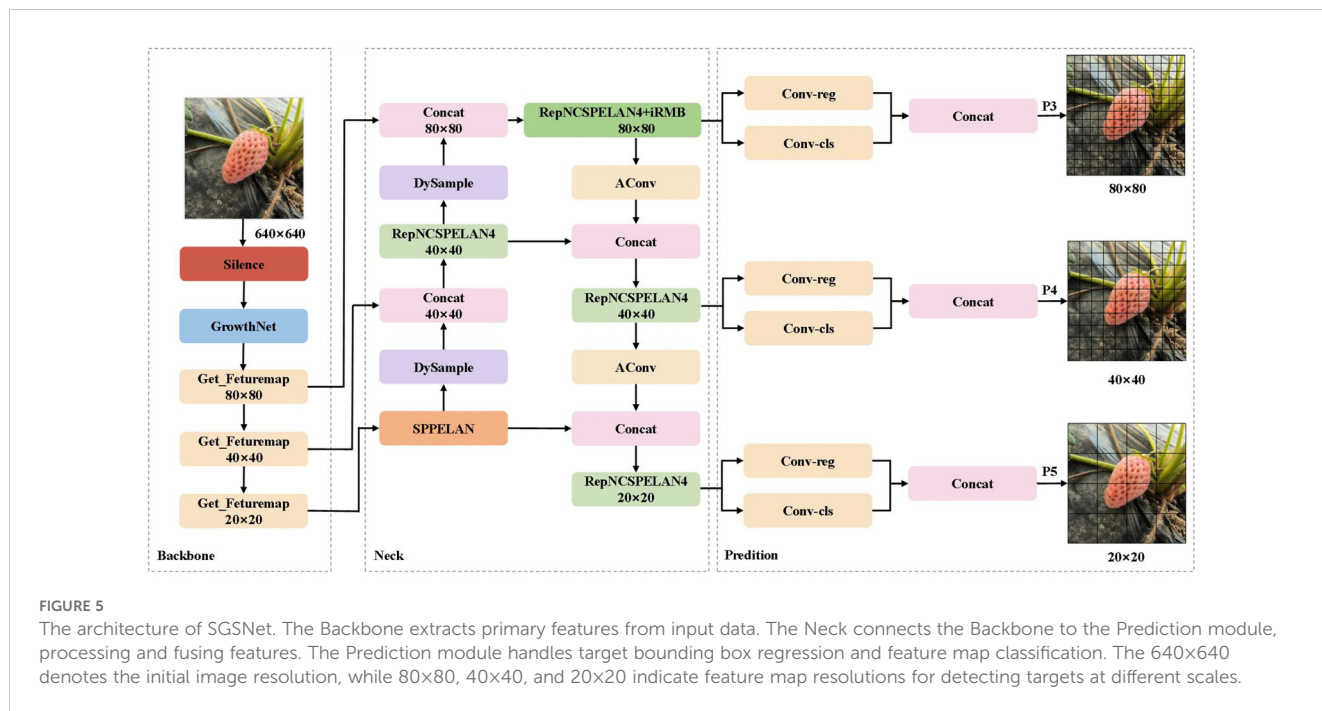 640×640
Silence
GrowthNet
Get_Feturemap
80×80
Get_Feturemap
40×40
Get_Feturemap
20×20
Backbone
Concat
80×80
DySample
RepNCSPELAN4
40×40
Concat
40×40
DySample
SPPELAN
RepNCSPELAN4+iRMB
80×80
AConv
Concat
RepNCSPELAN4
40×40
AConv
Concat
RepNCSPELAN4
20×20
Neck
Conv-reg
Conv-cls
Concat
P3
80×80
Conv-reg
Conv-cls
Concat
P4
40×40
Conv-reg
Conv-cls
Concat
P5
20×20
Predition
FIGURE 5
The architecture of SGSNet. The Backbone extracts primary features from input data. The Neck connects the Backbone to the Prediction module,
processing and fusing features. The Prediction module handles target bounding box regression and feature map classification. The 640×640
denotes the initial image resolution, while 80×80, 40×40, and 20×20 indicate feature map resolutions for detecting targets at different scales.